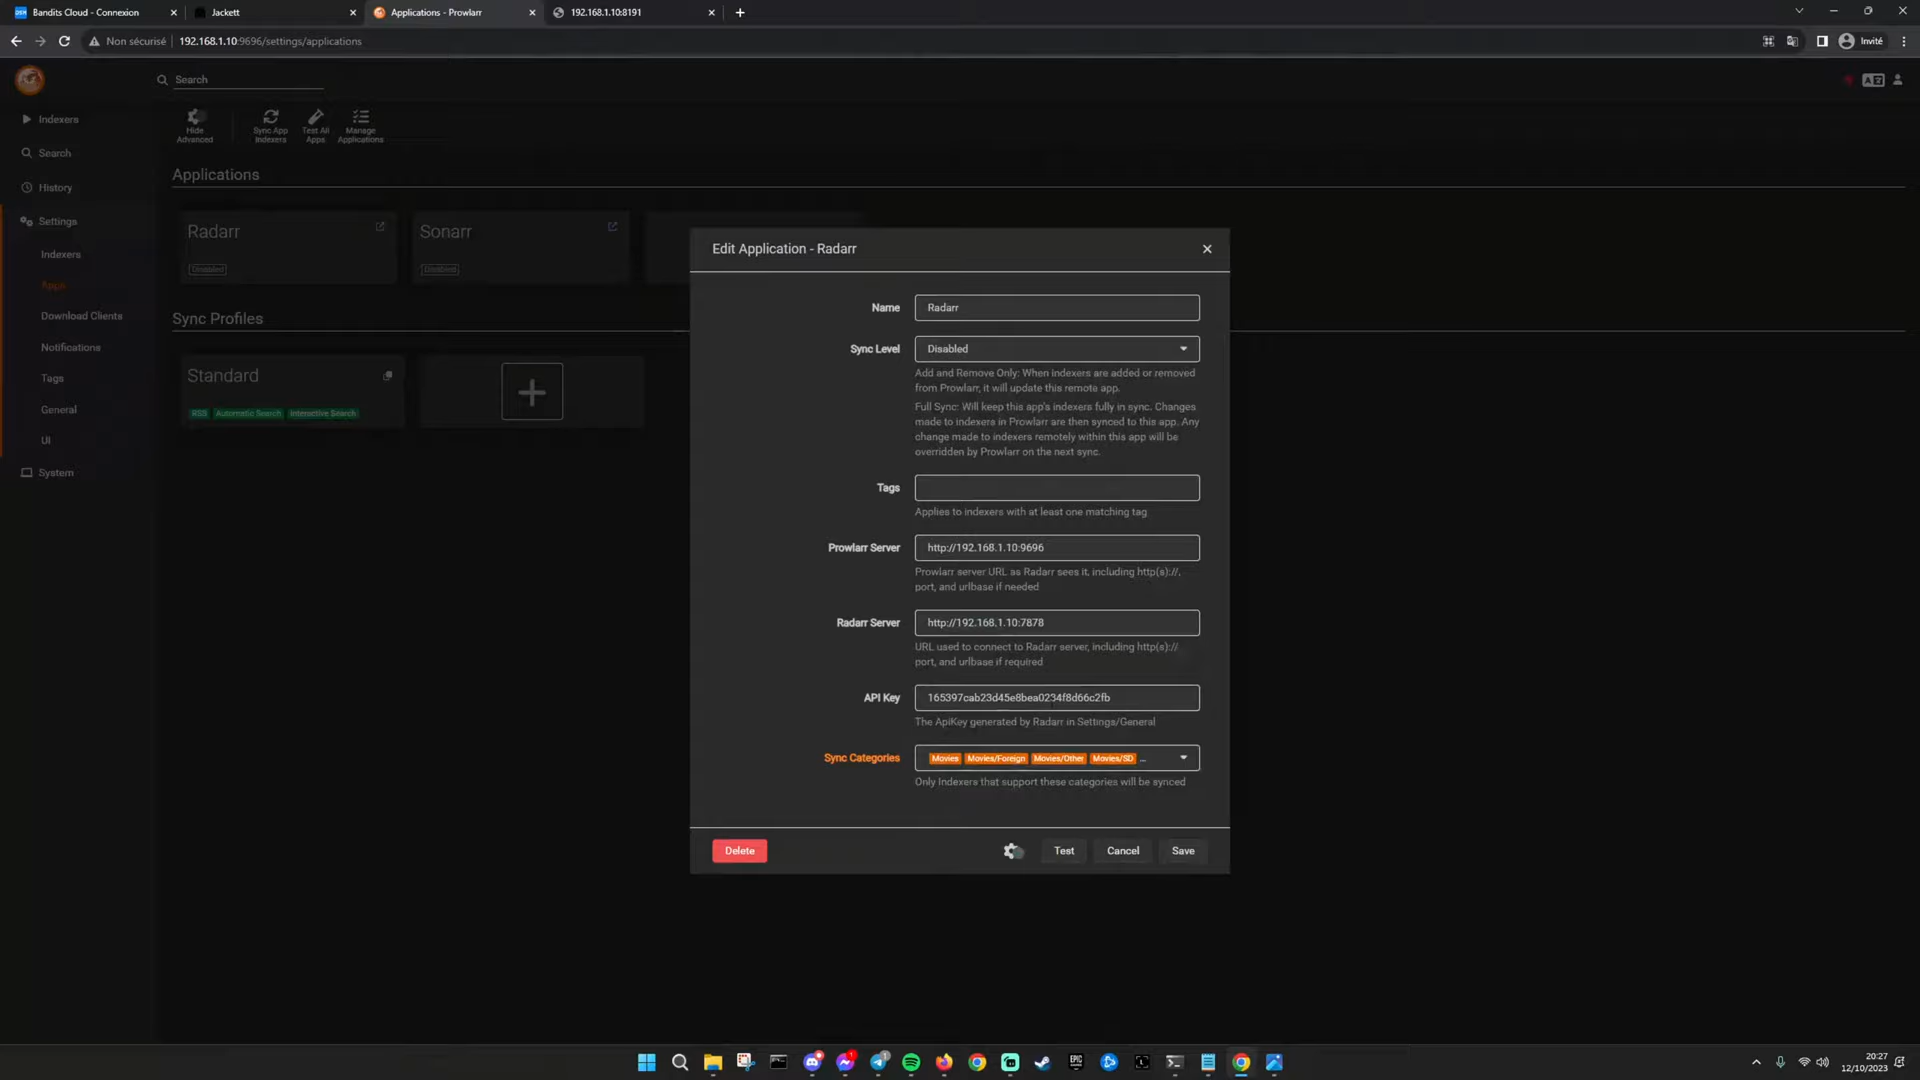 Bandits Cloud - Connexion
Jackett
Applications - Prowlarr
192.168.1.10:8191
Non sécurisé
192.168.1.10:9696/settings/applications
Invité
Search
Indexers
Search
History
Settings
Indexers
Apps
Download Clients
Notifications
Tags
General
UI
System
Hide
Advanced
Sync App
Indexers
Test All
Apps
Manage
Applications
Applications
Radarr
Disabled
Sonarr
Disabled
Sync Profiles
Standard
RSS
Automatic Search
Interactive Search
Edit Application - Radarr
Name
Radarr
Sync Level
Disabled
Add and Remove Only: When indexers are added or removed
from Prowlarr, it will update this remote app.
Full Sync: Will keep this app's indexers fully in sync. Changes
made to indexers in Prowlarr are then synced to this app. Any
change made to indexers remotely within this app will be
overridden by Prowlarr on the next sync.
Tags
Applies to indexers with at least one matching tag
Prowlarr Server
http://192.168.1.10:9696
Prowlarr server URL as Radarr sees it, including http(s)://,
port, and urlbase if needed
Radarr Server
http://192.168.1.10:7878
URL used to connect to Radarr server, including http(s)://
port, and urlbase if required
API Key
165397cab23d45e8bea0234f8d66c2fb
The ApiKey generated by Radarr in Settings/General
Sync Categories
Movies
Movies/Foreign
Movies/Other
Movies/SD
...
Only Indexers that support these categories will be synced
Delete
Test
Cancel
Save
20:27
12/10/2023